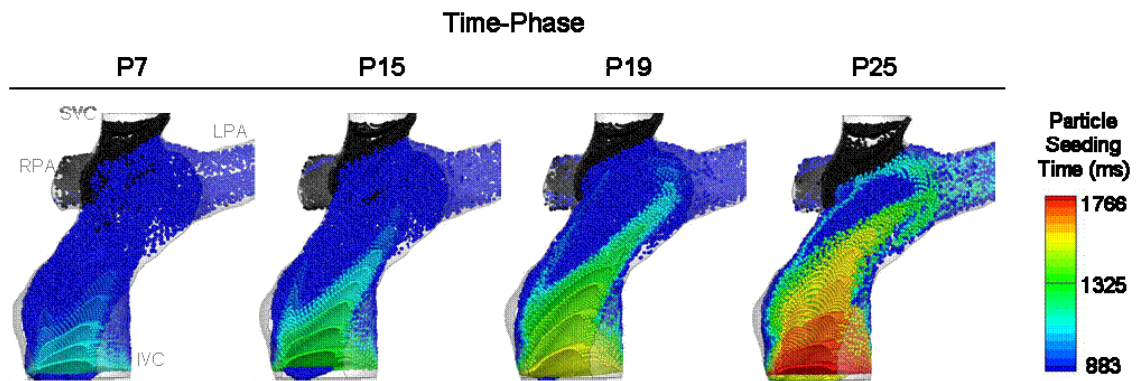 Time-Phase
P7 P15 P19 P25
SVC
LPA
RPA
IVC
Particle
Seeding
Time (ms)
1766
1325
883